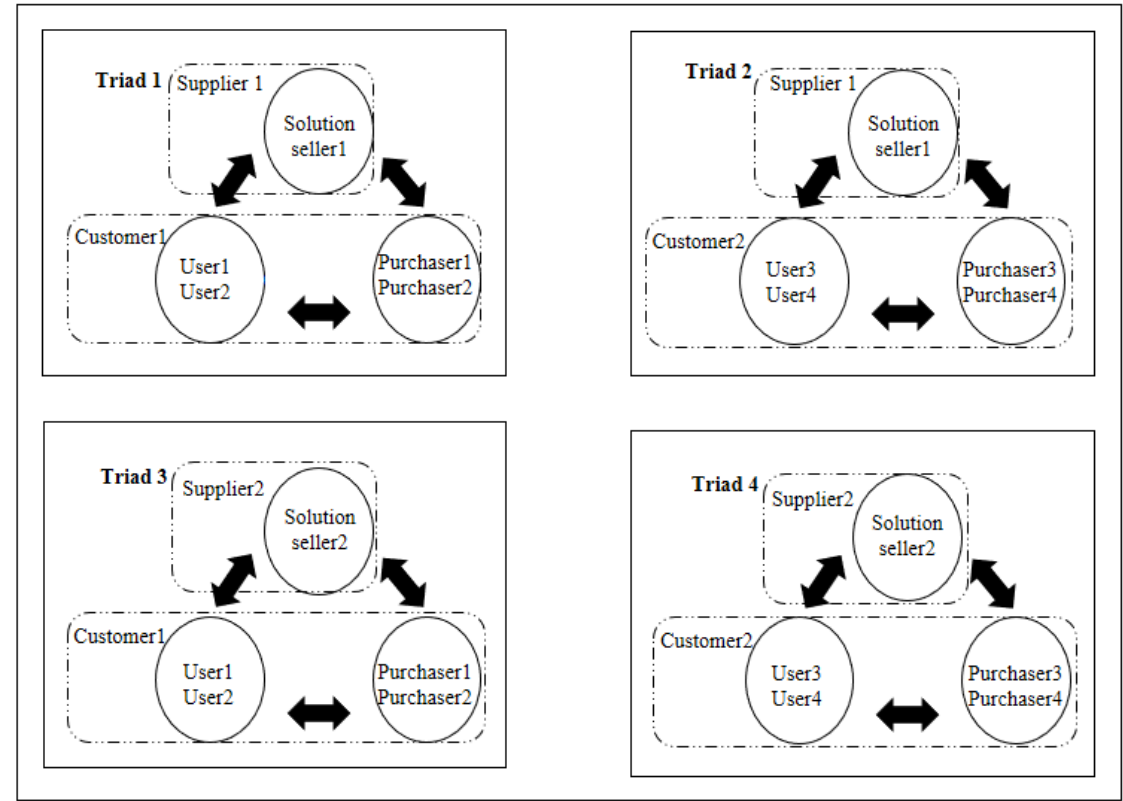 Triad 1
Supplier 1
Solution
seller1
Customer1
User1
User2
Purchaser1
Purchaser2
Triad 2
Supplier 1
Solution
seller1
Customer2
User3
User4
Purchaser3
Purchaser4
Triad 3
Supplier2
Solution
seller2
Customer1
User1
User2
Purchaser1
Purchaser2
Triad 4
Supplier2
Solution
seller2
Customer2
User3
User4
Purchaser3
Purchaser4